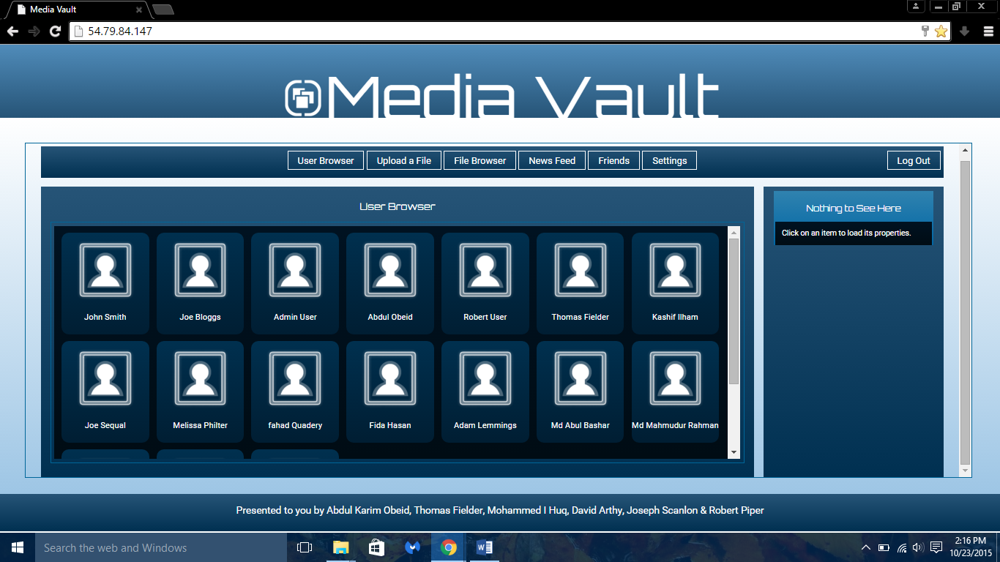 Media Vault
54.79.84.147
Media Vault
User Browser Upload a File File Browser News Feed Friends Settings Log Out
User Browser
John Smith Joe Bloggs Admin User Abdul Obeid Robert User Thomas Fielder Kashif Ilham
Joe Sequal Melissa Philter fahad Quadery Fida Hasan Adam Lemmings Md Abul Bashar Md Mahmudur Rahman
Nothing to See Here
Click on an item to load its properties.
Presented to you by Abdul Karim Obeid, Thomas Fielder, Mohammed I Huq, David Arthy, Joseph Scanlon & Robert Piper
Search the web and Windows
2:16 PM
10/23/2015